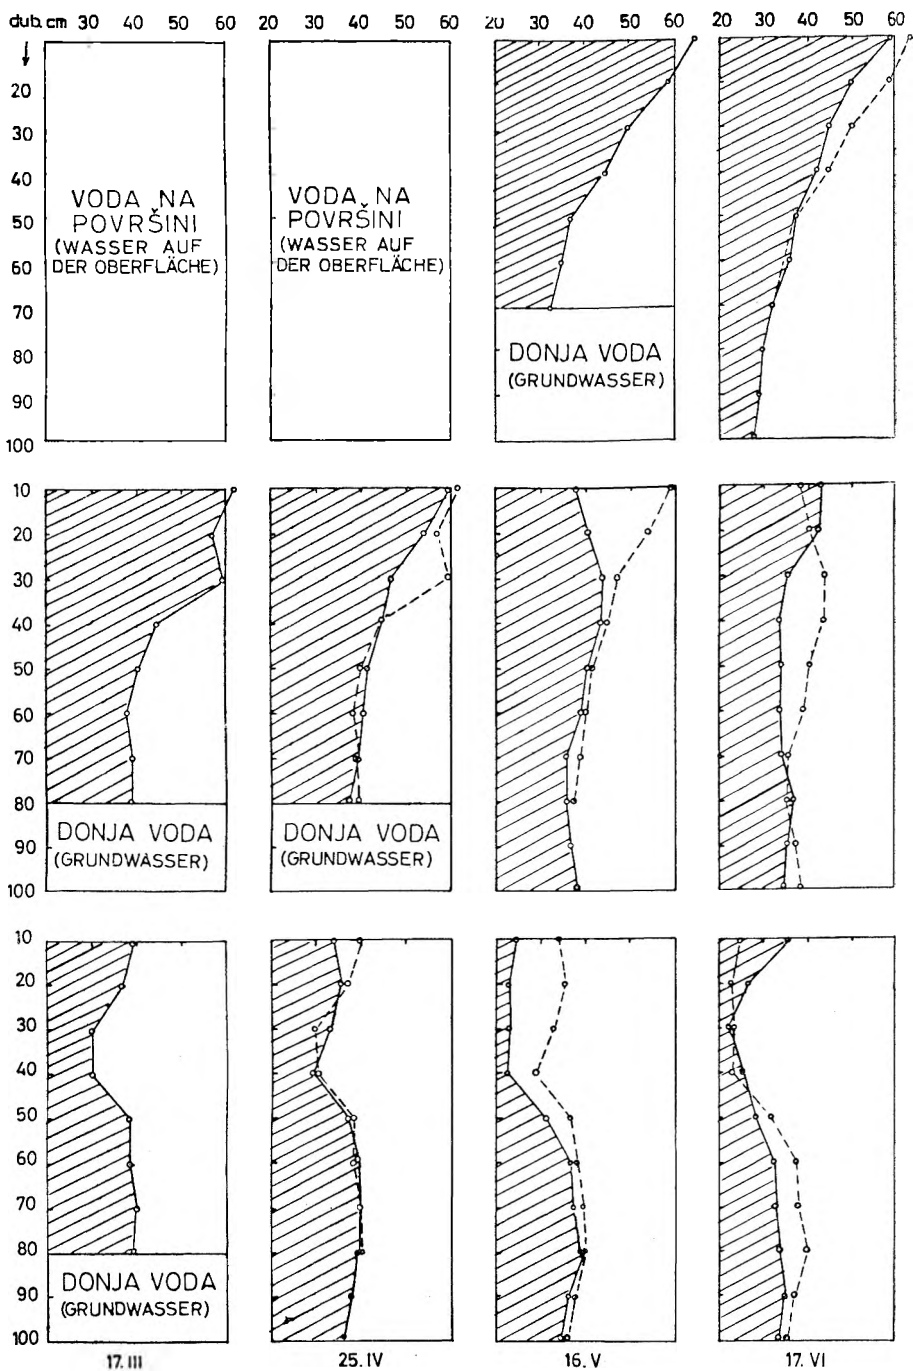 dub. cm 30 40 50 60 20 30 40 50 60 20 30 40 50 60 20 30 40 50 60
20
30
40
50
60
70
80
90
100
VODA NA
POVRŠINI
(WASSER AUF
DER OBERFLÄCHE)
VODA NA
POVRŠINI
(WASSER AUF
DER OBERFLÄCHE)
DONJA VODA
(GRUNDWASSER)
10
20
30
40
50
60
70
80
90
100
DONJA VODA
(GRUNDWASSER)
DONJA VODA
(GRUNDWASSER)
10
20
30
40
50
60
70
80
90
100
DONJA VODA
(GRUNDWASSER)
17. III 25. IV 16. V 17. VI